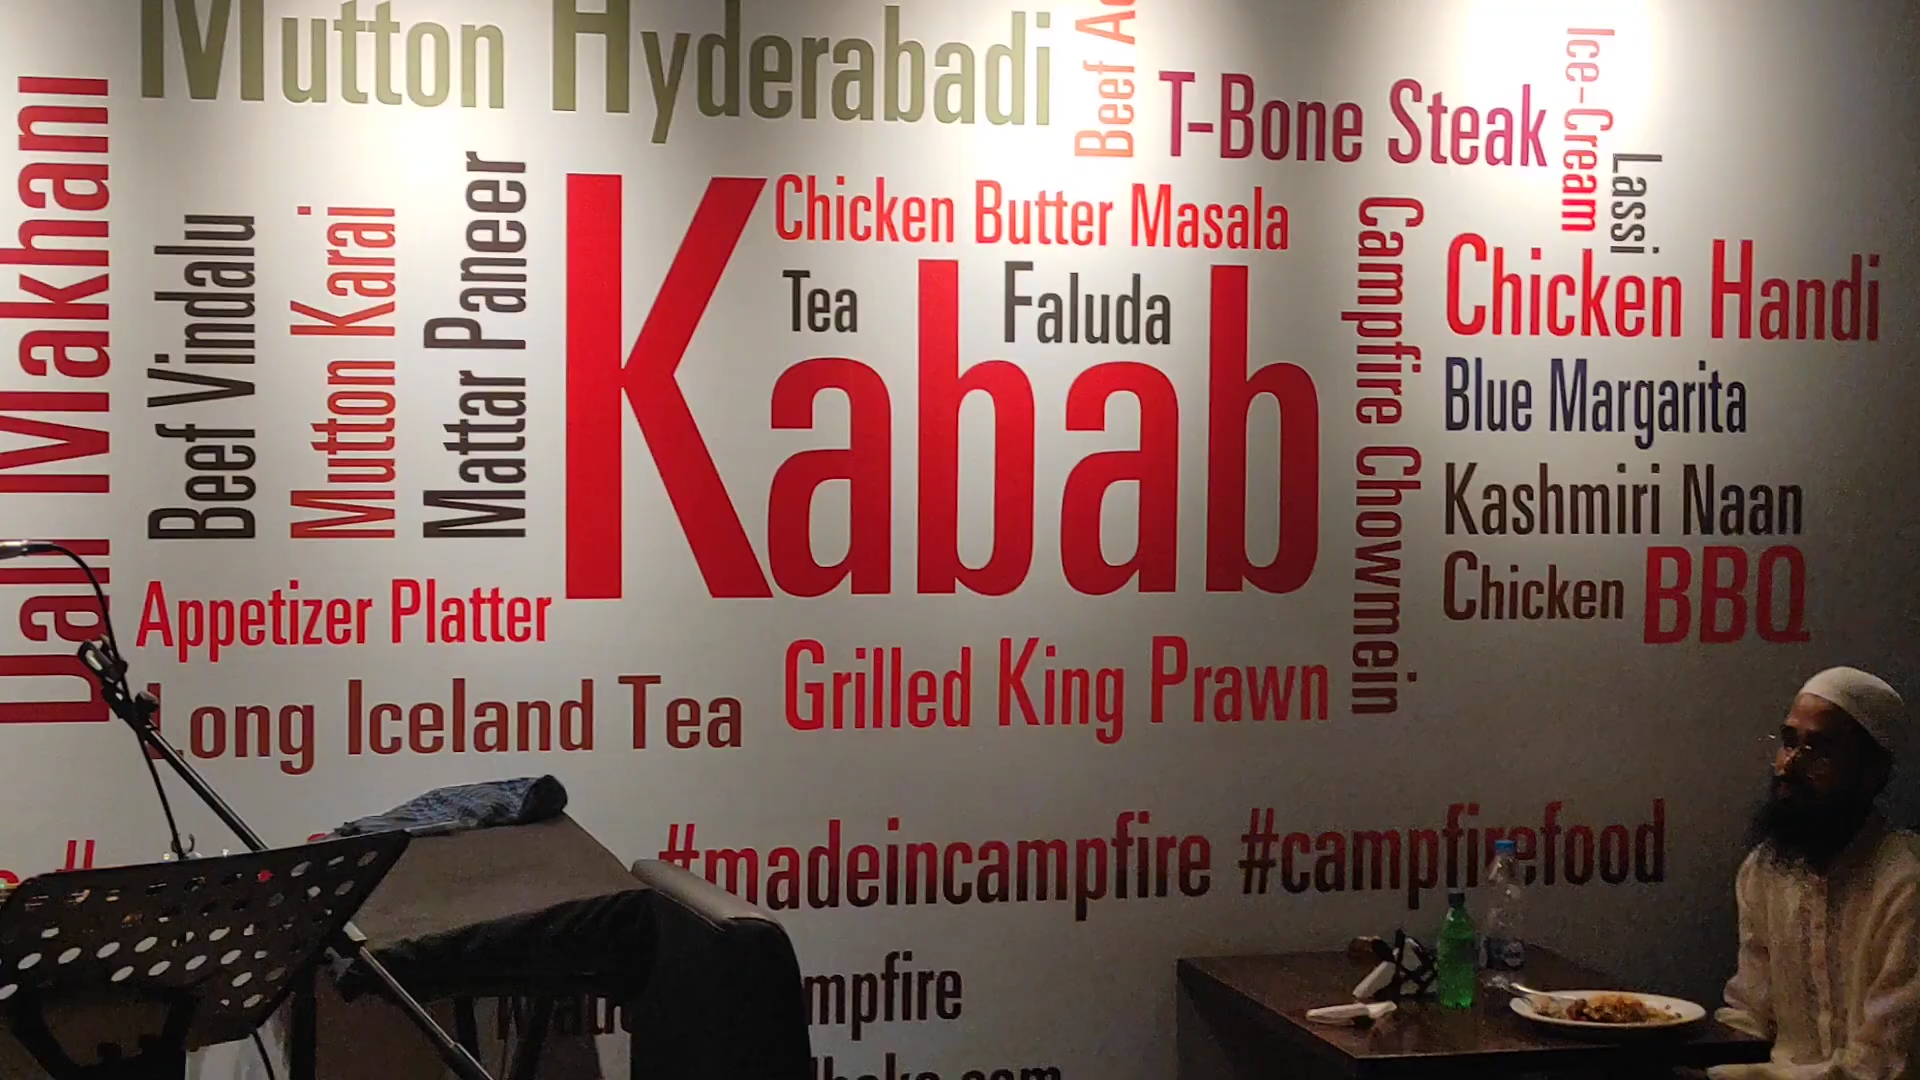 Mutton Hyderabadi
Beef
T-Bone Steak
Ice-Cream
Lassi
Dall Makhani
Beef Vindalu
Mutton Karai
Mattar Paneer
Kabab
Chicken Butter Masala
Tea
Faluda
Campfire Chowmein
Chicken Handi
Blue Margarita
Kashmiri Naan
Chicken BBQ
Appetizer Platter
Long Iceland Tea
Grilled King Prawn
#madeincampfire #campfirefood
mpfire